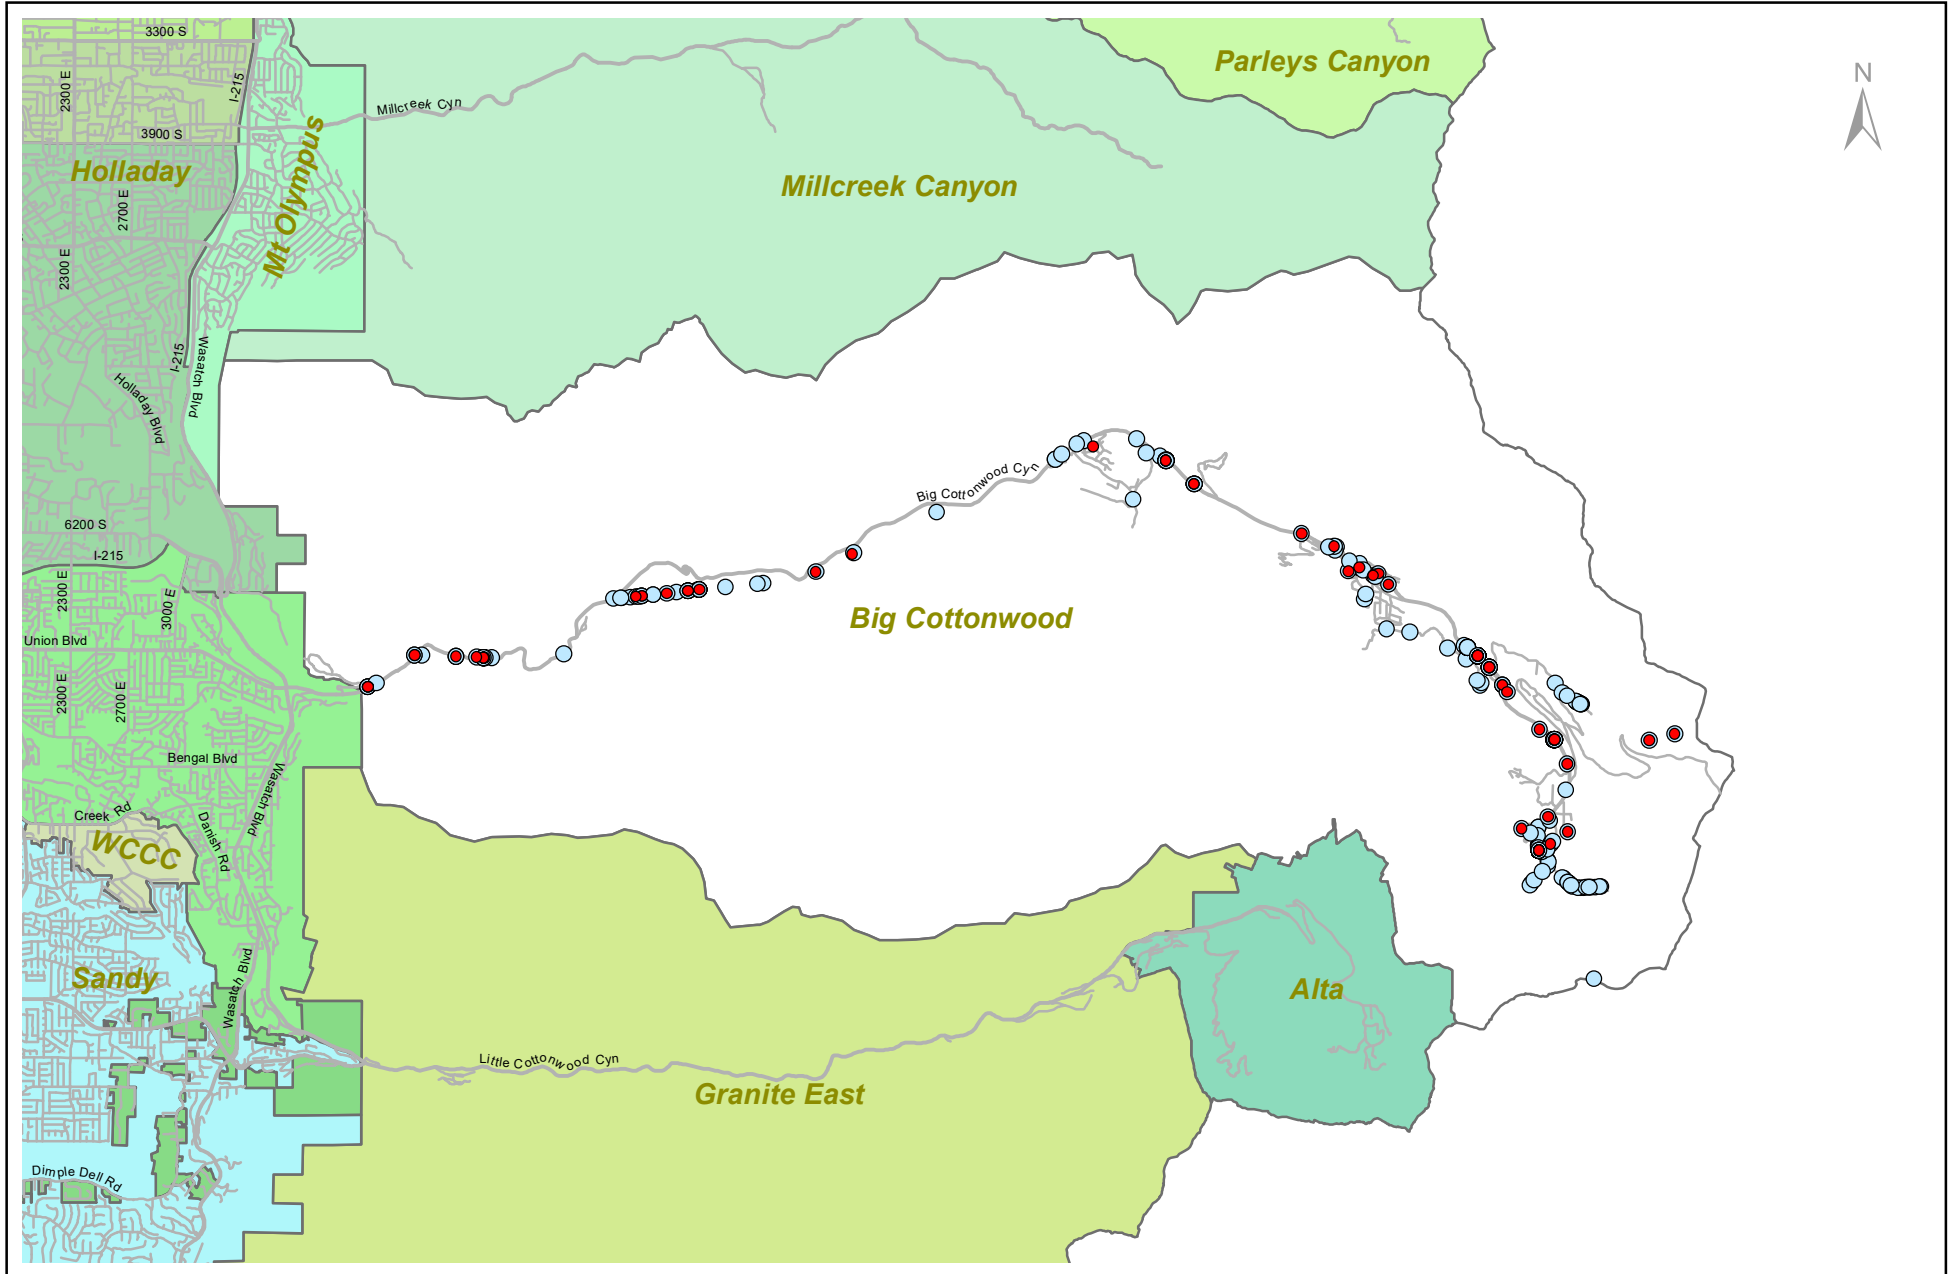 3300 S
Parleys Canyon
N
2300 E
I-215
Millcreek Cyn
3900 S
Holladay
Mt Olympus
Millcreek Canyon
2700 E
2300 E
I-215
Wasatch Blvd
Holladay Blvd
Big Cottonwood Cyn
6200 S
I-215
2300 E
3000 E
Big Cottonwood
Union Blvd
2300 E
2700 E
Bengal Blvd
Wasatch Blvd
Creek Rd
Danish Rd
WCCC
Sandy
Wasatch Blvd
Alta
Little Cottonwood Cyn
Granite East
Dimple Dell Rd